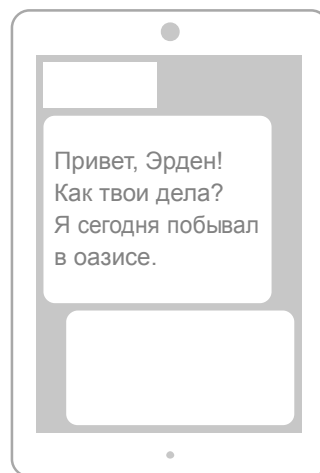 Привет, Эрден!
Как твои дела?
Я сегодня побывал
в оазисе.